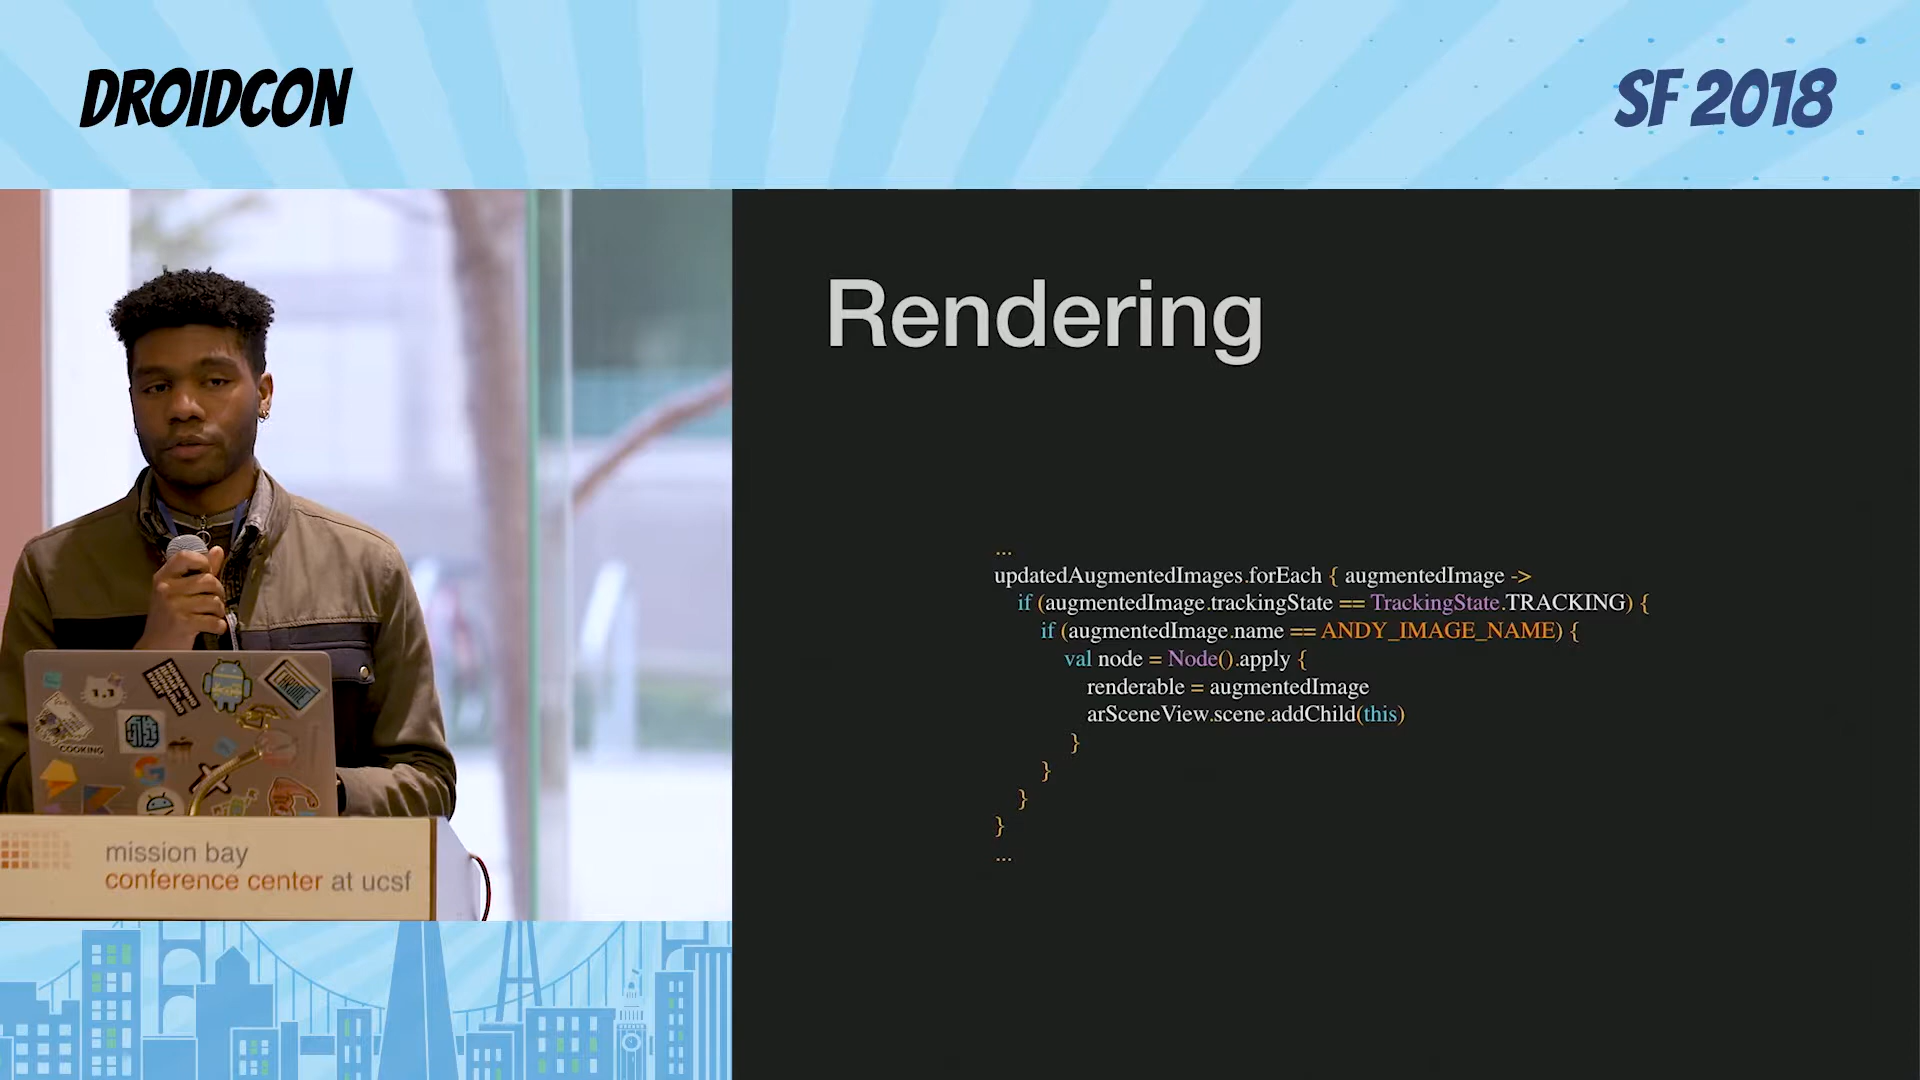 DROIDCON
SF 2018
Rendering
...
updatedAugmentedImages.forEach { augmentedImage ->
if (augmentedImage.trackingState == TrackingState.TRACKING) {
if (augmentedImage.name == ANDY_IMAGE_NAME) {
val node = Node().apply {
renderable = augmentedImage
arSceneView.scene.addChild(this)
}
}
}
}
...
COOKING
mission bay
conference center at ucsf